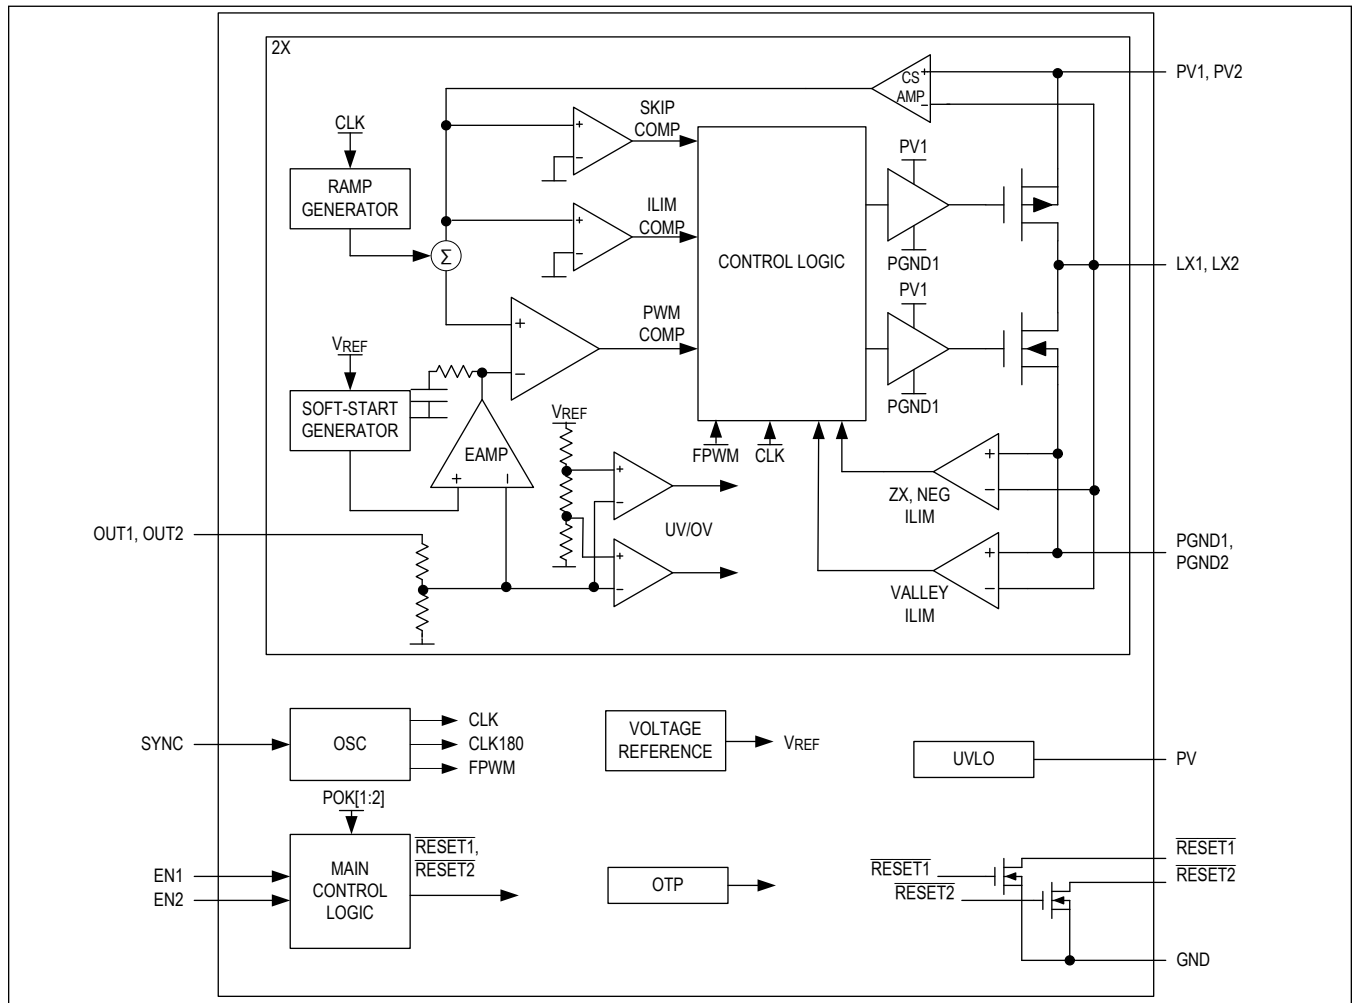 2X
CS
AMP
+
-
PV1, PV2
CLK
RAMP
GENERATOR
SKIP
COMP
+
-
ILIM
COMP
+
-
Σ
CONTROL LOGIC
PV1
PGND1
PV1
PGND1
LX1, LX2
PWM
COMP
+
-
VREF
SOFT-START
GENERATOR
EAMP
+
-
VREF
+
-
UV/OV
+
-
FPWM
CLK
+
-
ZX, NEG
ILIM
+
-
VALLEY
ILIM
OUT1, OUT2
PGND1,
PGND2
SYNC
OSC
CLK
CLK180
FPWM
VOLTAGE
REFERENCE
VREF
UVLO
PV
POK[1:2]
EN1
EN2
MAIN
CONTROL
LOGIC
RESET1,
RESET2
OTP
RESET1
RESET2
RESET1
RESET2
GND